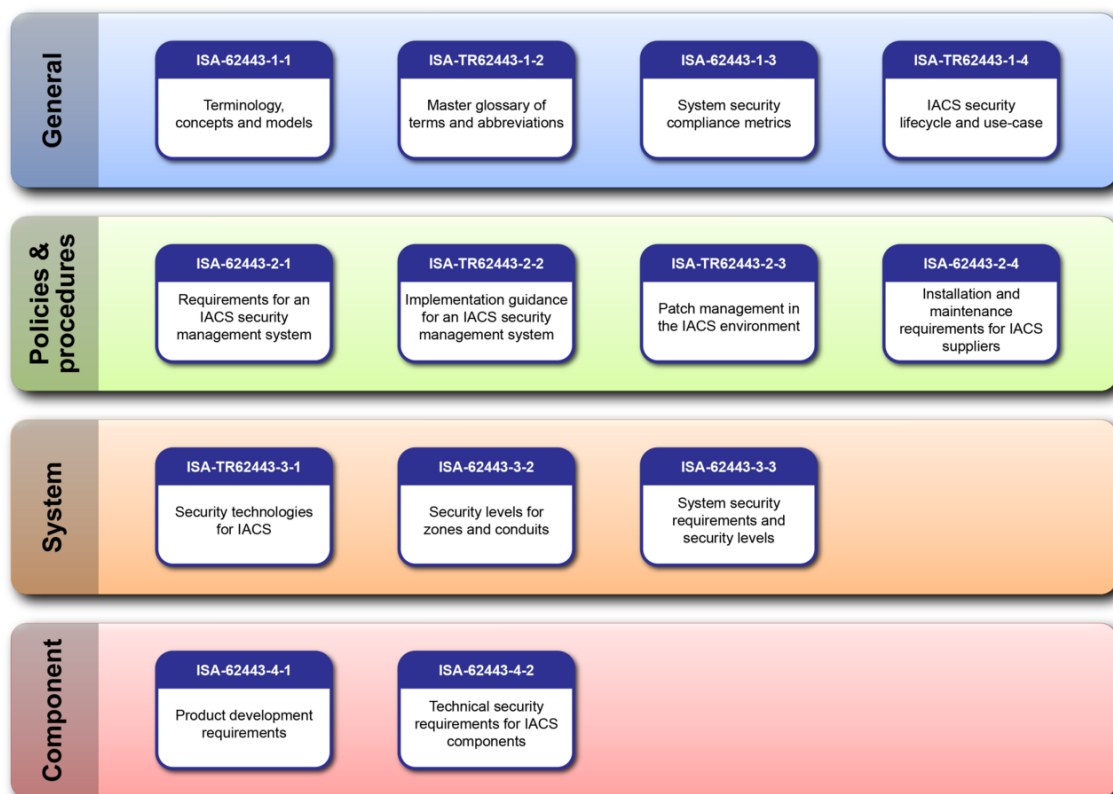 General
ISA-62443-1-1
Terminology,
concepts and models
ISA-TR62443-1-2
Master glossary of
terms and abbreviations
ISA-62443-1-3
System security
compliance metrics
ISA-TR62443-1-4
IACS security
lifecycle and use-case
Policies &
procedures
ISA-62443-2-1
Requirements for an
IACS security
management system
ISA-TR62443-2-2
Implementation guidance
for an IACS security
management system
ISA-TR62443-2-3
Patch management in
the IACS environment
ISA-62443-2-4
Installation and
maintenance
requirements for IACS
suppliers
System
ISA-TR62443-3-1
Security technologies
for IACS
ISA-62443-3-2
Security levels for
zones and conduits
ISA-62443-3-3
System security
requirements and
security levels
Component
ISA-62443-4-1
Product development
requirements
ISA-62443-4-2
Technical security
requirements for IACS
components